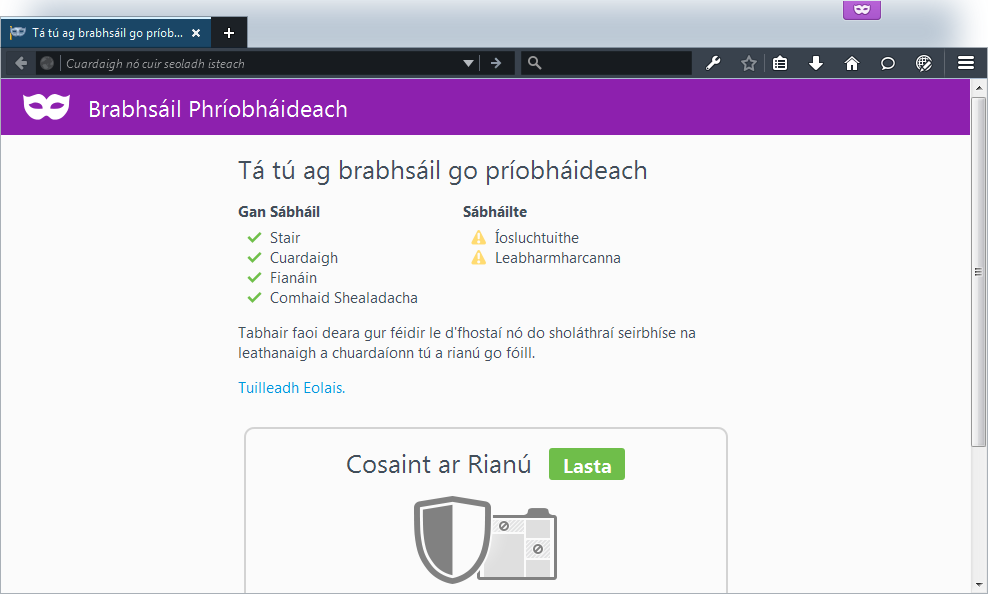 Tá tú ag brabhsáil go príob...
Cuardaigh nó cuir seoladh isteach
Brabhsáil Phríobháideach
Tá tú ag brabhsáil go príobháideach
Gan Sábháil
Stair
Cuardaigh
Fianáin
Comhaid Shealadacha
Sábháilte
Íosluchtuithe
Leabharmharcanna
Tabhair faoi deara gur féidir le d'fhostaí nó do sholáthraí seirbhíse na
leathanaigh a chuardaíonn tú a rianú go fóill.
Tuilleadh Eolais.
Cosaint ar Rianú Lasta